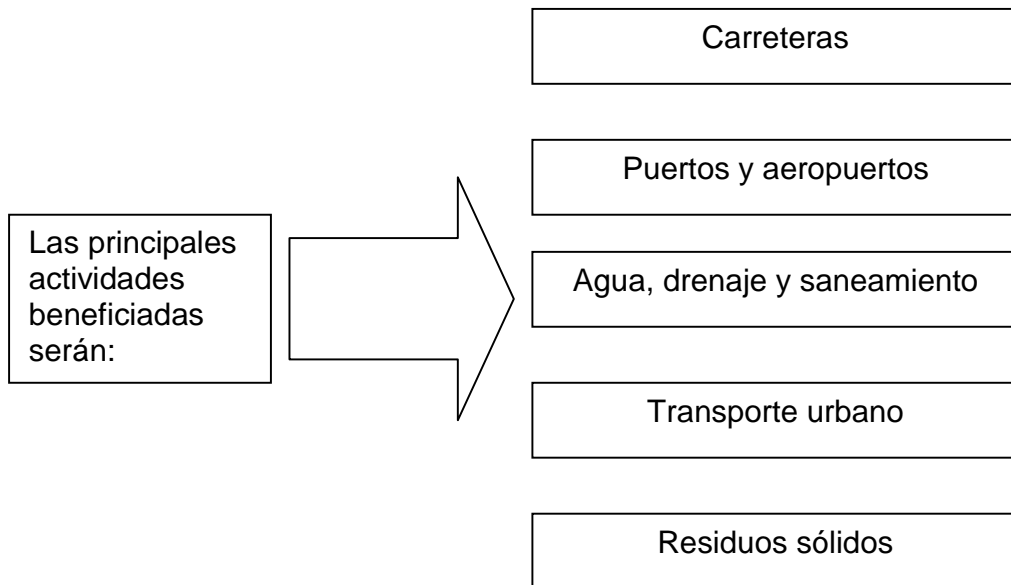 Las principales
actividades
beneficiadas
serán:
Carreteras
Puertos y aeropuertos
Agua, drenaje y saneamiento
Transporte urbano
Residuos sólidos